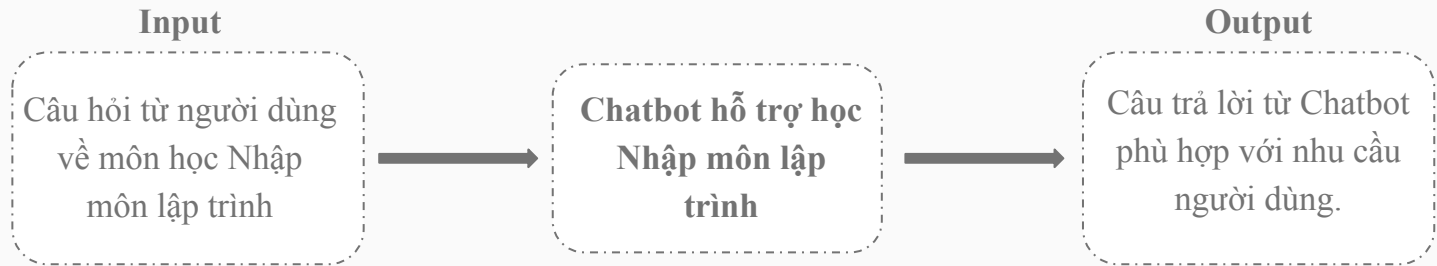 Input
Câu hỏi từ người dùng
về môn học Nhập
môn lập trình
Chatbot hỗ trợ học
Nhập môn lập
trình
Output
Câu trả lời từ Chatbot
phù hợp với nhu cầu
người dùng.